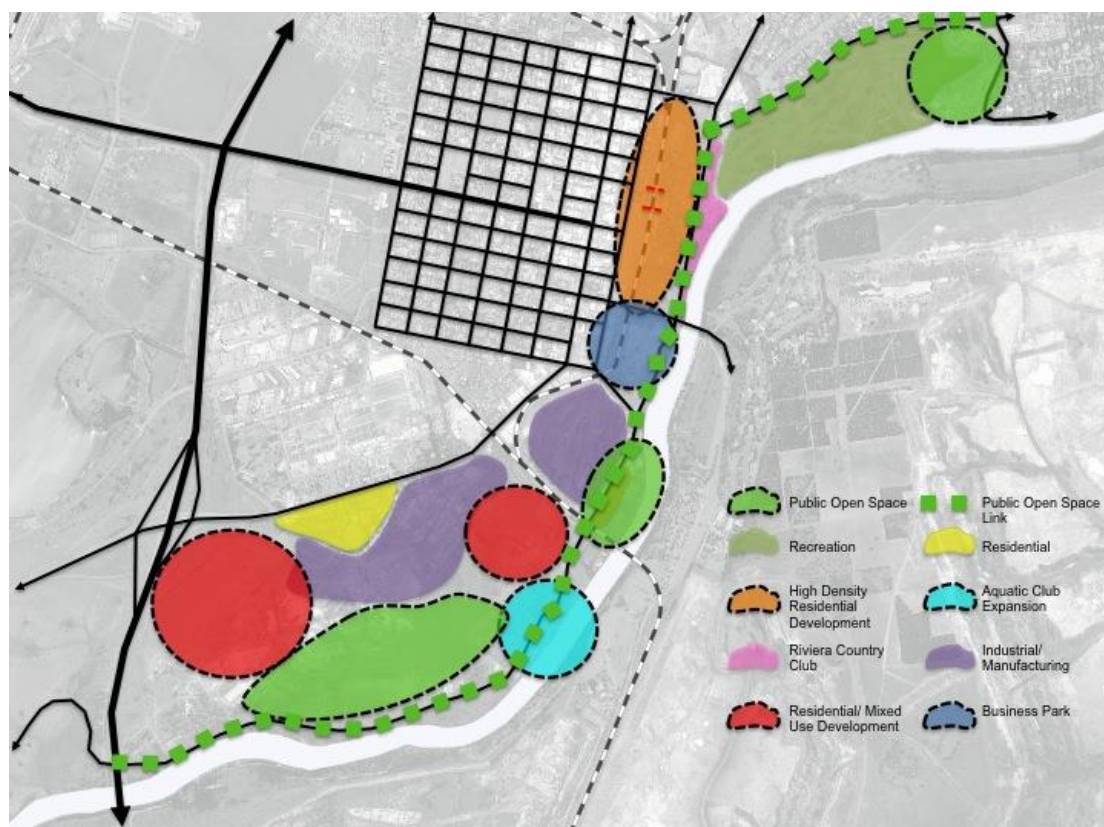 Public Open Space
Public Open Space
Link
Recreation
Residential
High Density
Residential
Development
Aquatic Club
Expansion
Riviera Country
Club
Industrial/
Manufacturing
Residential/ Mixed
Use Development
Business Park